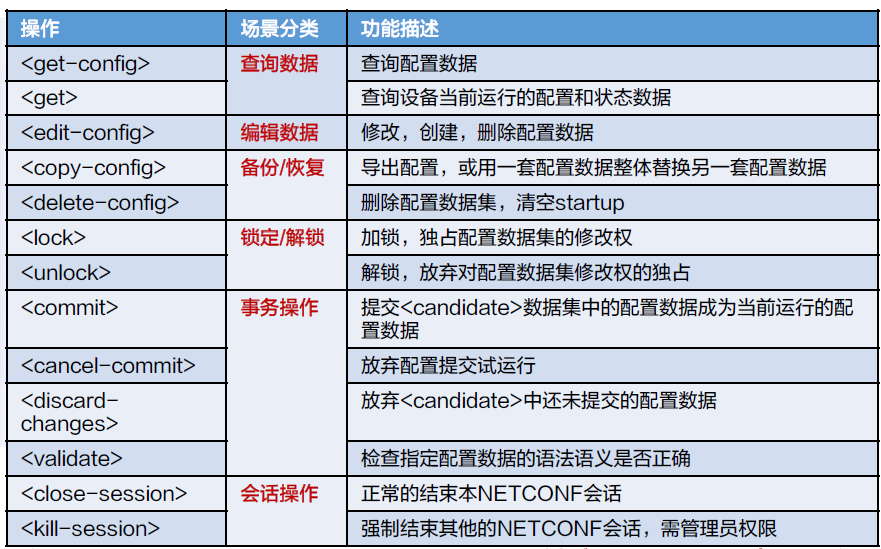 操作 场景分类 功能描述
<get-config> 查询数据 查询配置数据
<get> 查询设备当前运行的配置和状态数据
<edit-config> 编辑数据 修改，创建，删除配置数据
<copy-config> 备份/恢复 导出配置，或用一套配置数据整体替换另一套配置数据
<delete-config> 删除配置数据集，清空startup
<lock> 锁定/解锁 加锁，独占配置数据集的修改权
<unlock> 解锁，放弃对配置数据集修改权的独占
<commit> 事务操作 提交<candidate>数据集中的配置数据成为当前运行的配
置数据
<cancel-commit> 放弃配置提交试运行
<discard-
changes> 放弃<candidate>中还未提交的配置数据
<validate> 检查指定配置数据的语法语义是否正确
<close-session> 会话操作 正常的结束本NETCONF会话
<kill-session> 强制结束其他的NETCONF会话，需管理员权限